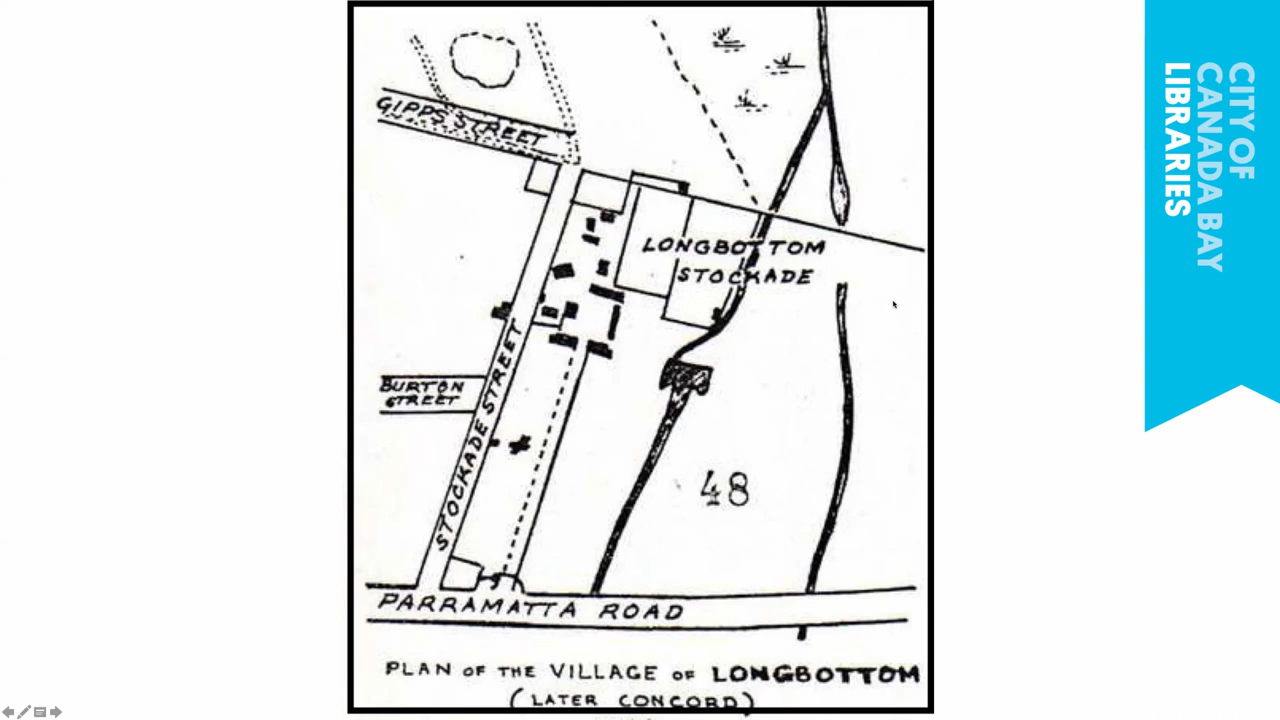 GIPPS STREET
LONGBOTTOM
STOCKADE
BURTON
STREET
STOCKADE STREET
48
PARRAMATTA ROAD
PLAN OF THE VILLAGE OF LONGBOTTOM
(LATER CONCORD)
CITY OF
CANADA BAY
LIBRARIES